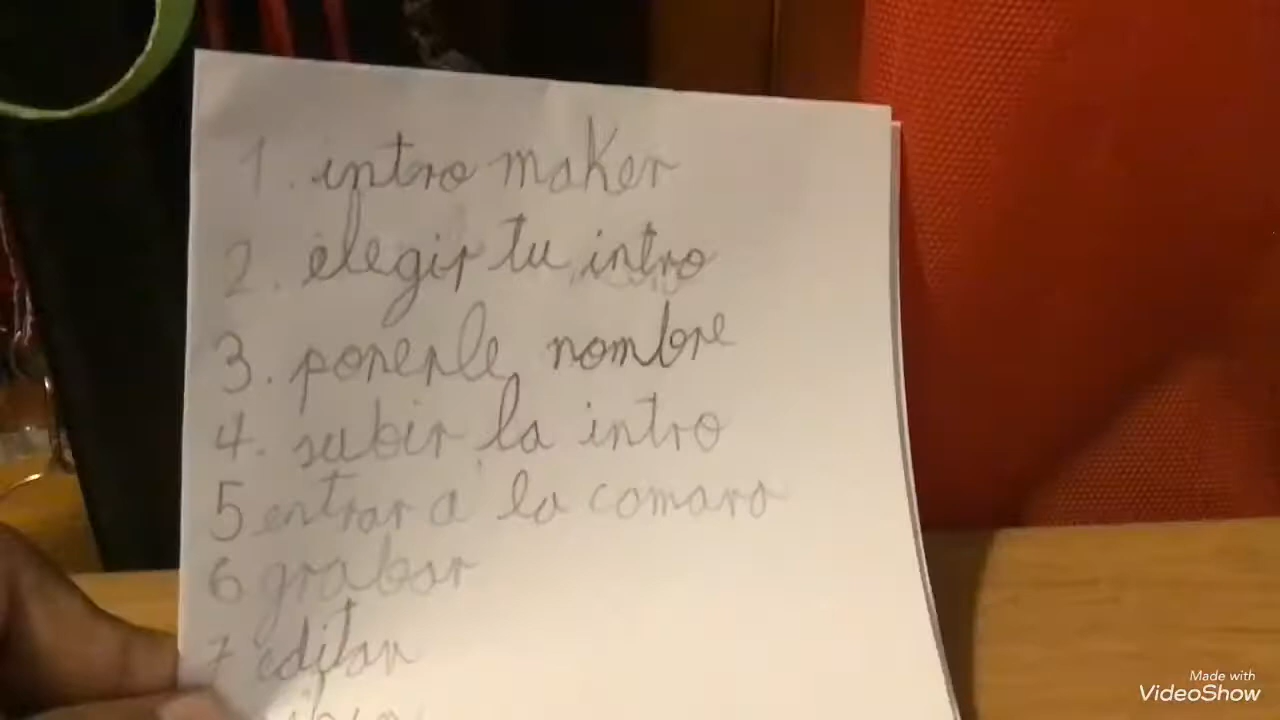 1. intro maker
2. elegir tu intro
3. ponerle nombre
4. subir la intro
5 entrar a la camara
6 grabar
7 editar
Made with
VideoShow